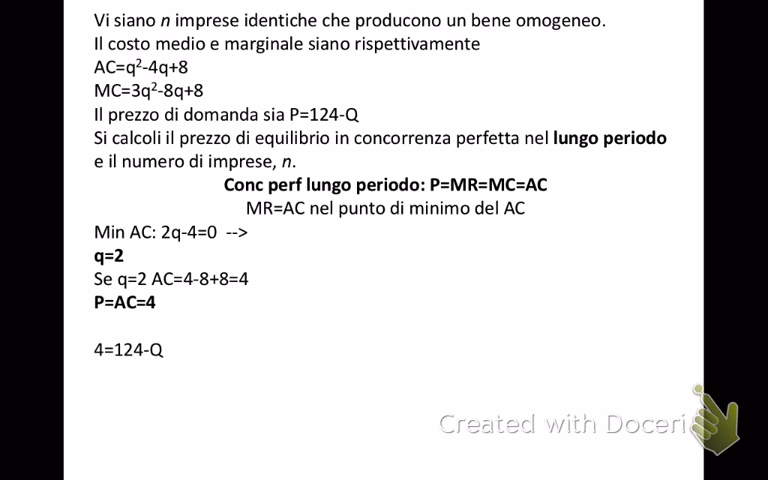 Vi siano n imprese identiche che producono un bene omogeneo.
Il costo medio e marginale siano rispettivamente
AC=q²-4q+8
MC=3q²-8q+8
Il prezzo di domanda sia P=124-Q
Si calcoli il prezzo di equilibrio in concorrenza perfetta nel lungo periodo
e il numero di imprese, n.
Conc perf lungo periodo: P=MR=MC=AC
MR=AC nel punto di minimo del AC
Min AC: 2q-4=0 -->
q=2
Se q=2 AC=4-8+8=4
P=AC=4
4=124-Q
Created with Doceri